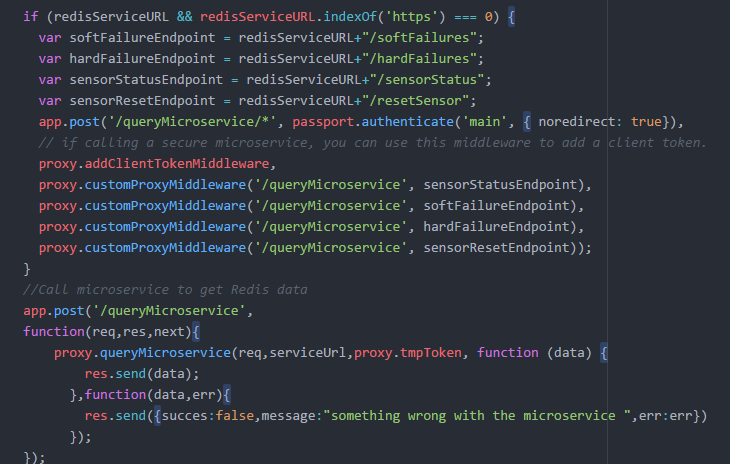 if (redisServiceURL && redisServiceURL.indexOf('https') === 0) {
var softFailureEndpoint = redisServiceURL+"/softFailures";
var hardFailureEndpoint = redisServiceURL+"/hardFailures";
var sensorStatusEndpoint = redisServiceURL+"/sensorStatus";
var sensorResetEndpoint = redisServiceURL+"/resetSensor";
app.post('/queryMicroservice/*', passport.authenticate('main', { noredirect: true}),
// if calling a secure microservice, you can use this middleware to add a client token.
proxy.addClientTokenMiddleware,
proxy.customProxyMiddleware('/queryMicroservice', sensorStatusEndpoint),
proxy.customProxyMiddleware('/queryMicroservice', softFailureEndpoint),
proxy.customProxyMiddleware('/queryMicroservice', hardFailureEndpoint),
proxy.customProxyMiddleware('/queryMicroservice', sensorResetEndpoint));
}
//Call microservice to get Redis data
app.post('/queryMicroservice',
function(req,res,next){
proxy.queryMicroservice(req,serviceUrl,proxy.tmpToken, function (data) {
res.send(data);
},function(data,err){
res.send({succes:false,message:"something wrong with the microservice ",err:err})
});
});